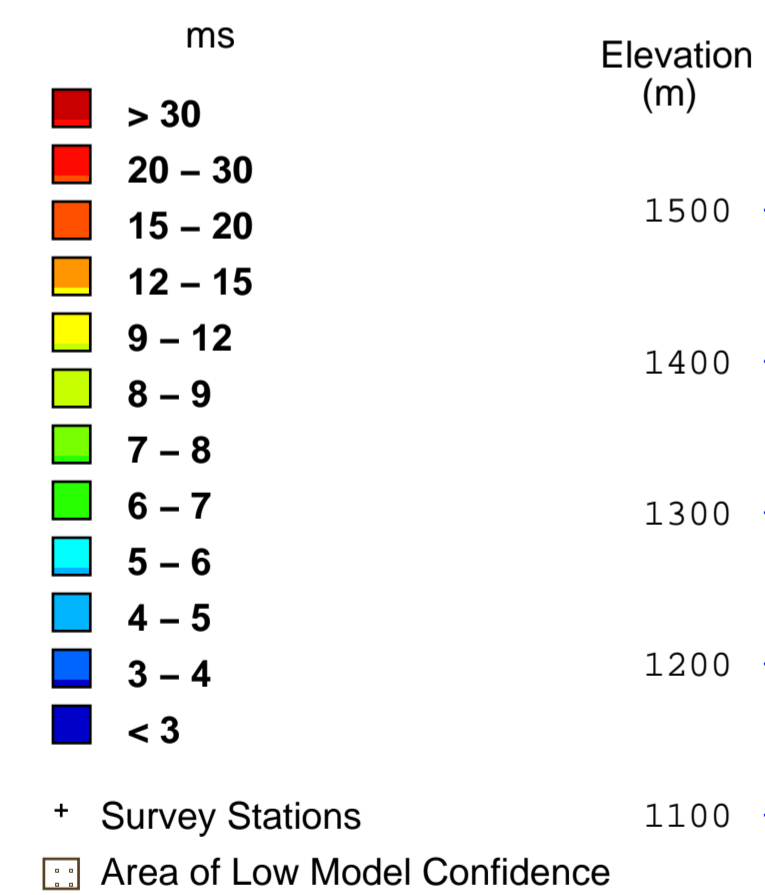 ms
> 30
20 – 30
15 – 20
12 – 15
9 – 12
8 – 9
7 – 8
6 – 7
5 – 6
4 – 5
3 – 4
< 3
+ Survey Stations
Area of Low Model Confidence
Elevation
(m)
1500
1400
1300
1200
1100